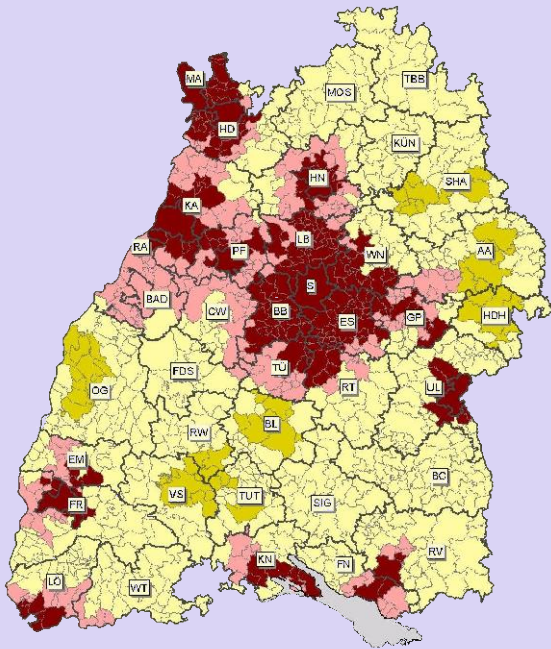 MA
TBB
MOS
HD
KÜN
HN
SHA
KA
LB
RA
PF
WN
AA
S
BAD
CW
BB
ES
GP
HDH
TÜ
FDS
RT
UL
OG
BL
RW
EM
BC
VS
TUT
SIG
FR
KN
FN
RV
LÖ
WT